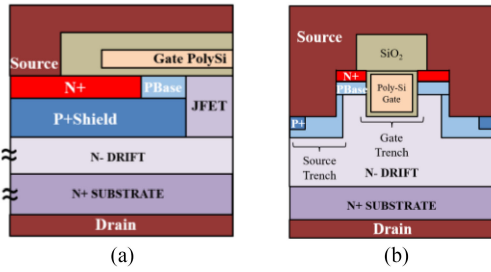 Gate PolySi
Source
N+
PBase
JFET
P+Shield
N- DRIFT
N+ SUBSTRATE
Drain
(a)
Source
SiO2
N+
PBase
Poly-Si
Gate
P+
Source
Trench
Gate
Trench
N- DRIFT
N+ SUBSTRATE
Drain
(b)